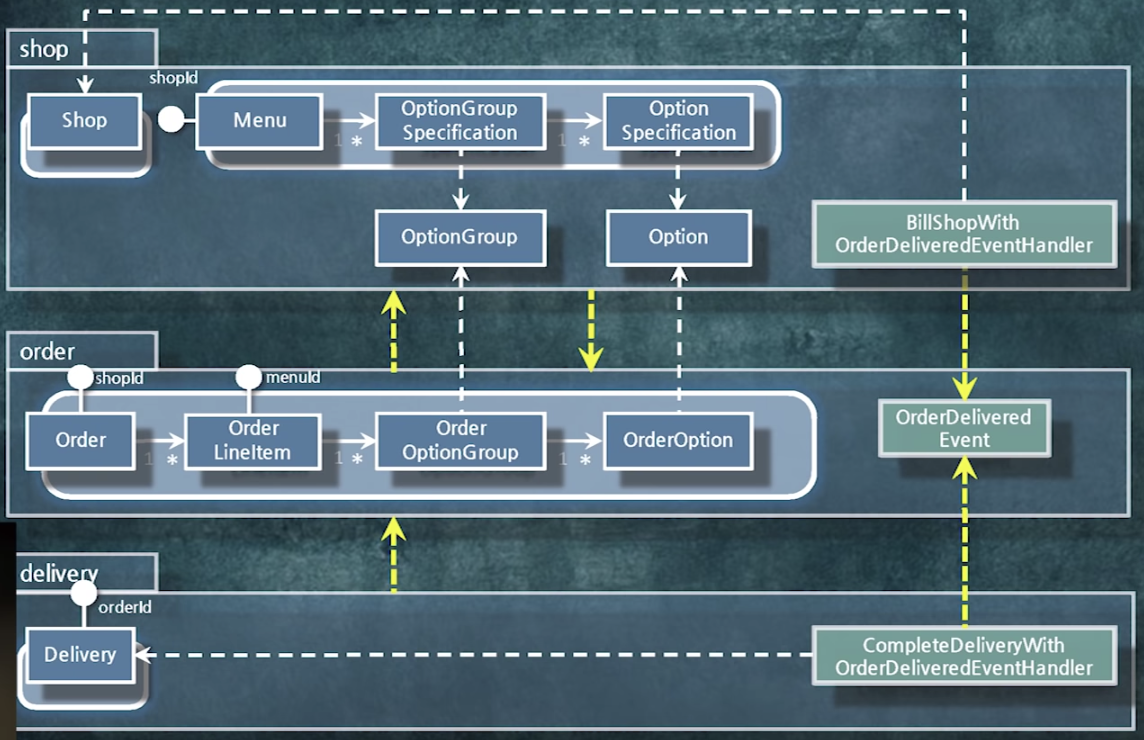 shop
shopId
Shop
Menu
OptionGroup
Specification
Option
Specification
1
*
1
*
OptionGroup
Option
BillShopWith
OrderDeliveredEventHandler
order
shopId
menuId
Order
Order
LineItem
Order
OptionGroup
OrderOption
1
*
1
*
1
*
OrderDelivered
Event
delivery
orderId
Delivery
CompleteDeliveryWith
OrderDeliveredEventHandler